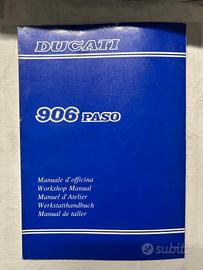 DUCATI
906 PASO
Manuale d'officina
Workshop Manual
Manuel d'Atelier
Werkstatthandbuch
Manual de taller
subito